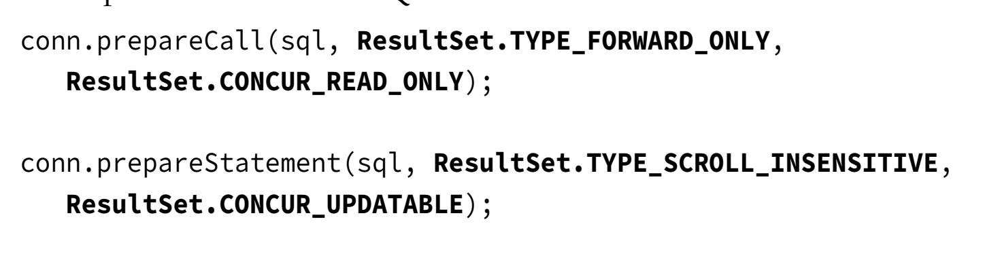 conn.prepareCall(sql, ResultSet.TYPE_FORWARD_ONLY,
ResultSet.CONCUR_READ_ONLY);
conn.prepareStatement(sql, ResultSet.TYPE_SCROLL_INSENSITIVE,
ResultSet.CONCUR_UPDATABLE);